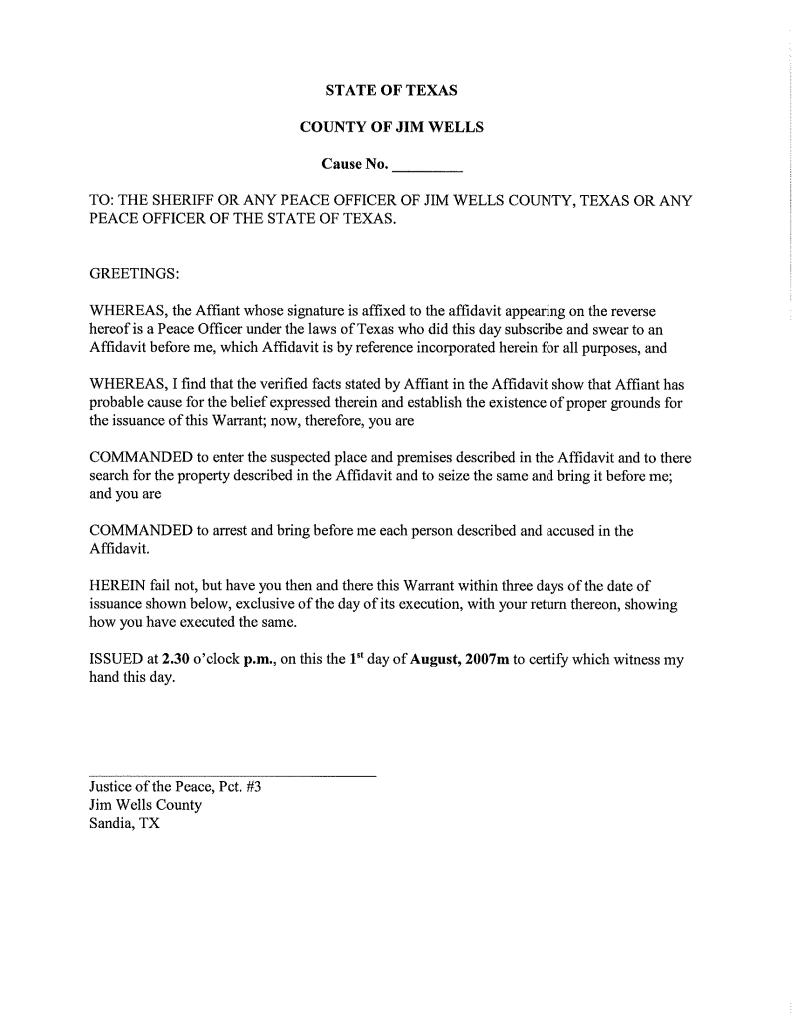 STATE OF TEXAS
COUNTY OF JIM WELLS
Cause No. _________
TO: THE SHERIFF OR ANY PEACE OFFICER OF JIM WELLS COUNTY, TEXAS OR ANY
PEACE OFFICER OF THE STATE OF TEXAS.
GREETINGS:
WHEREAS, the Affiant whose signature is affixed to the affidavit appearing on the reverse
hereof is a Peace Officer under the laws of Texas who did this day subscribe and swear to an
Affidavit before me, which Affidavit is by reference incorporated herein for all purposes, and
WHEREAS, I find that the verified facts stated by Affiant in the Affidavit show that Affiant has
probable cause for the belief expressed therein and establish the existence of proper grounds for
the issuance of this Warrant; now, therefore, you are
COMMANDED to enter the suspected place and premises described in the Affidavit and to there
search for the property described in the Affidavit and to seize the same and bring it before me;
and you are
COMMANDED to arrest and bring before me each person described and accused in the
Affidavit.
HEREIN fail not, but have you then and there this Warrant within three days of the date of
issuance shown below, exclusive of the day of its execution, with your return thereon, showing
how you have executed the same.
ISSUED at 2.30 o'clock p.m., on this the 1st day of August, 2007m to certify which witness my
hand this day.
Justice of the Peace, Pct. #3
Jim Wells County
Sandia, TX